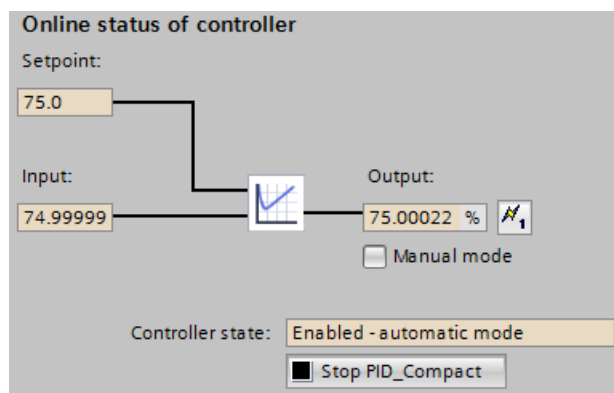 Online status of controller
Setpoint:
75.0
Input:
Output:
74.99999
75.00022 %
1
Manual mode
Controller state: Enabled - automatic mode
Stop PID_Compact